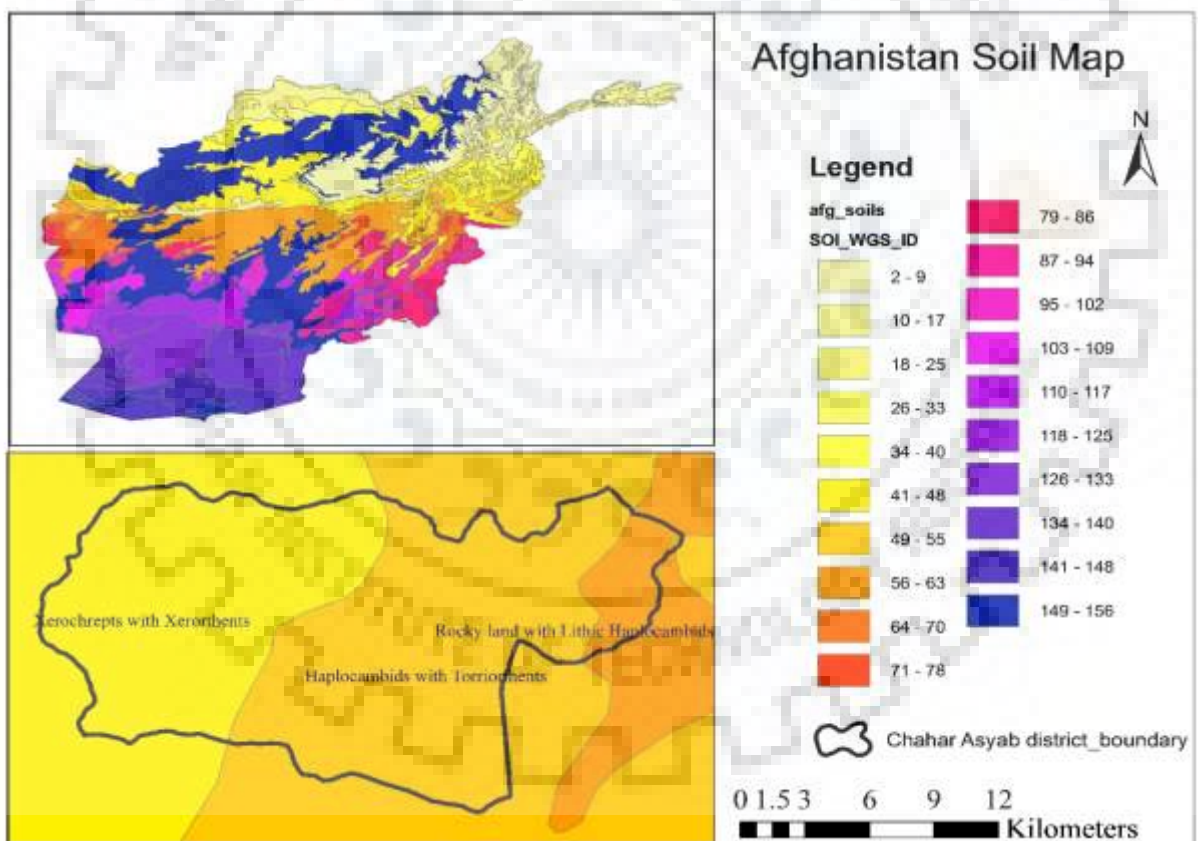 Afghanistan Soil Map
N
Legend
afg_soils
SOI_WGS_ID
2 - 9
10 - 17
18 - 25
26 - 33
34 - 40
41 - 48
49 - 55
56 - 63
64 - 70
71 - 78
79 - 86
87 - 94
95 - 102
103 - 109
110 - 117
118 - 125
126 - 133
134 - 140
141 - 148
149 - 156
Chahar Asyab district_boundary
0 1.5 3 6 9 12
Kilometers
Xerochrepts with Xerorthents
Rocky land with Lithic Haplocambids
Haplocambids with Torriorthents